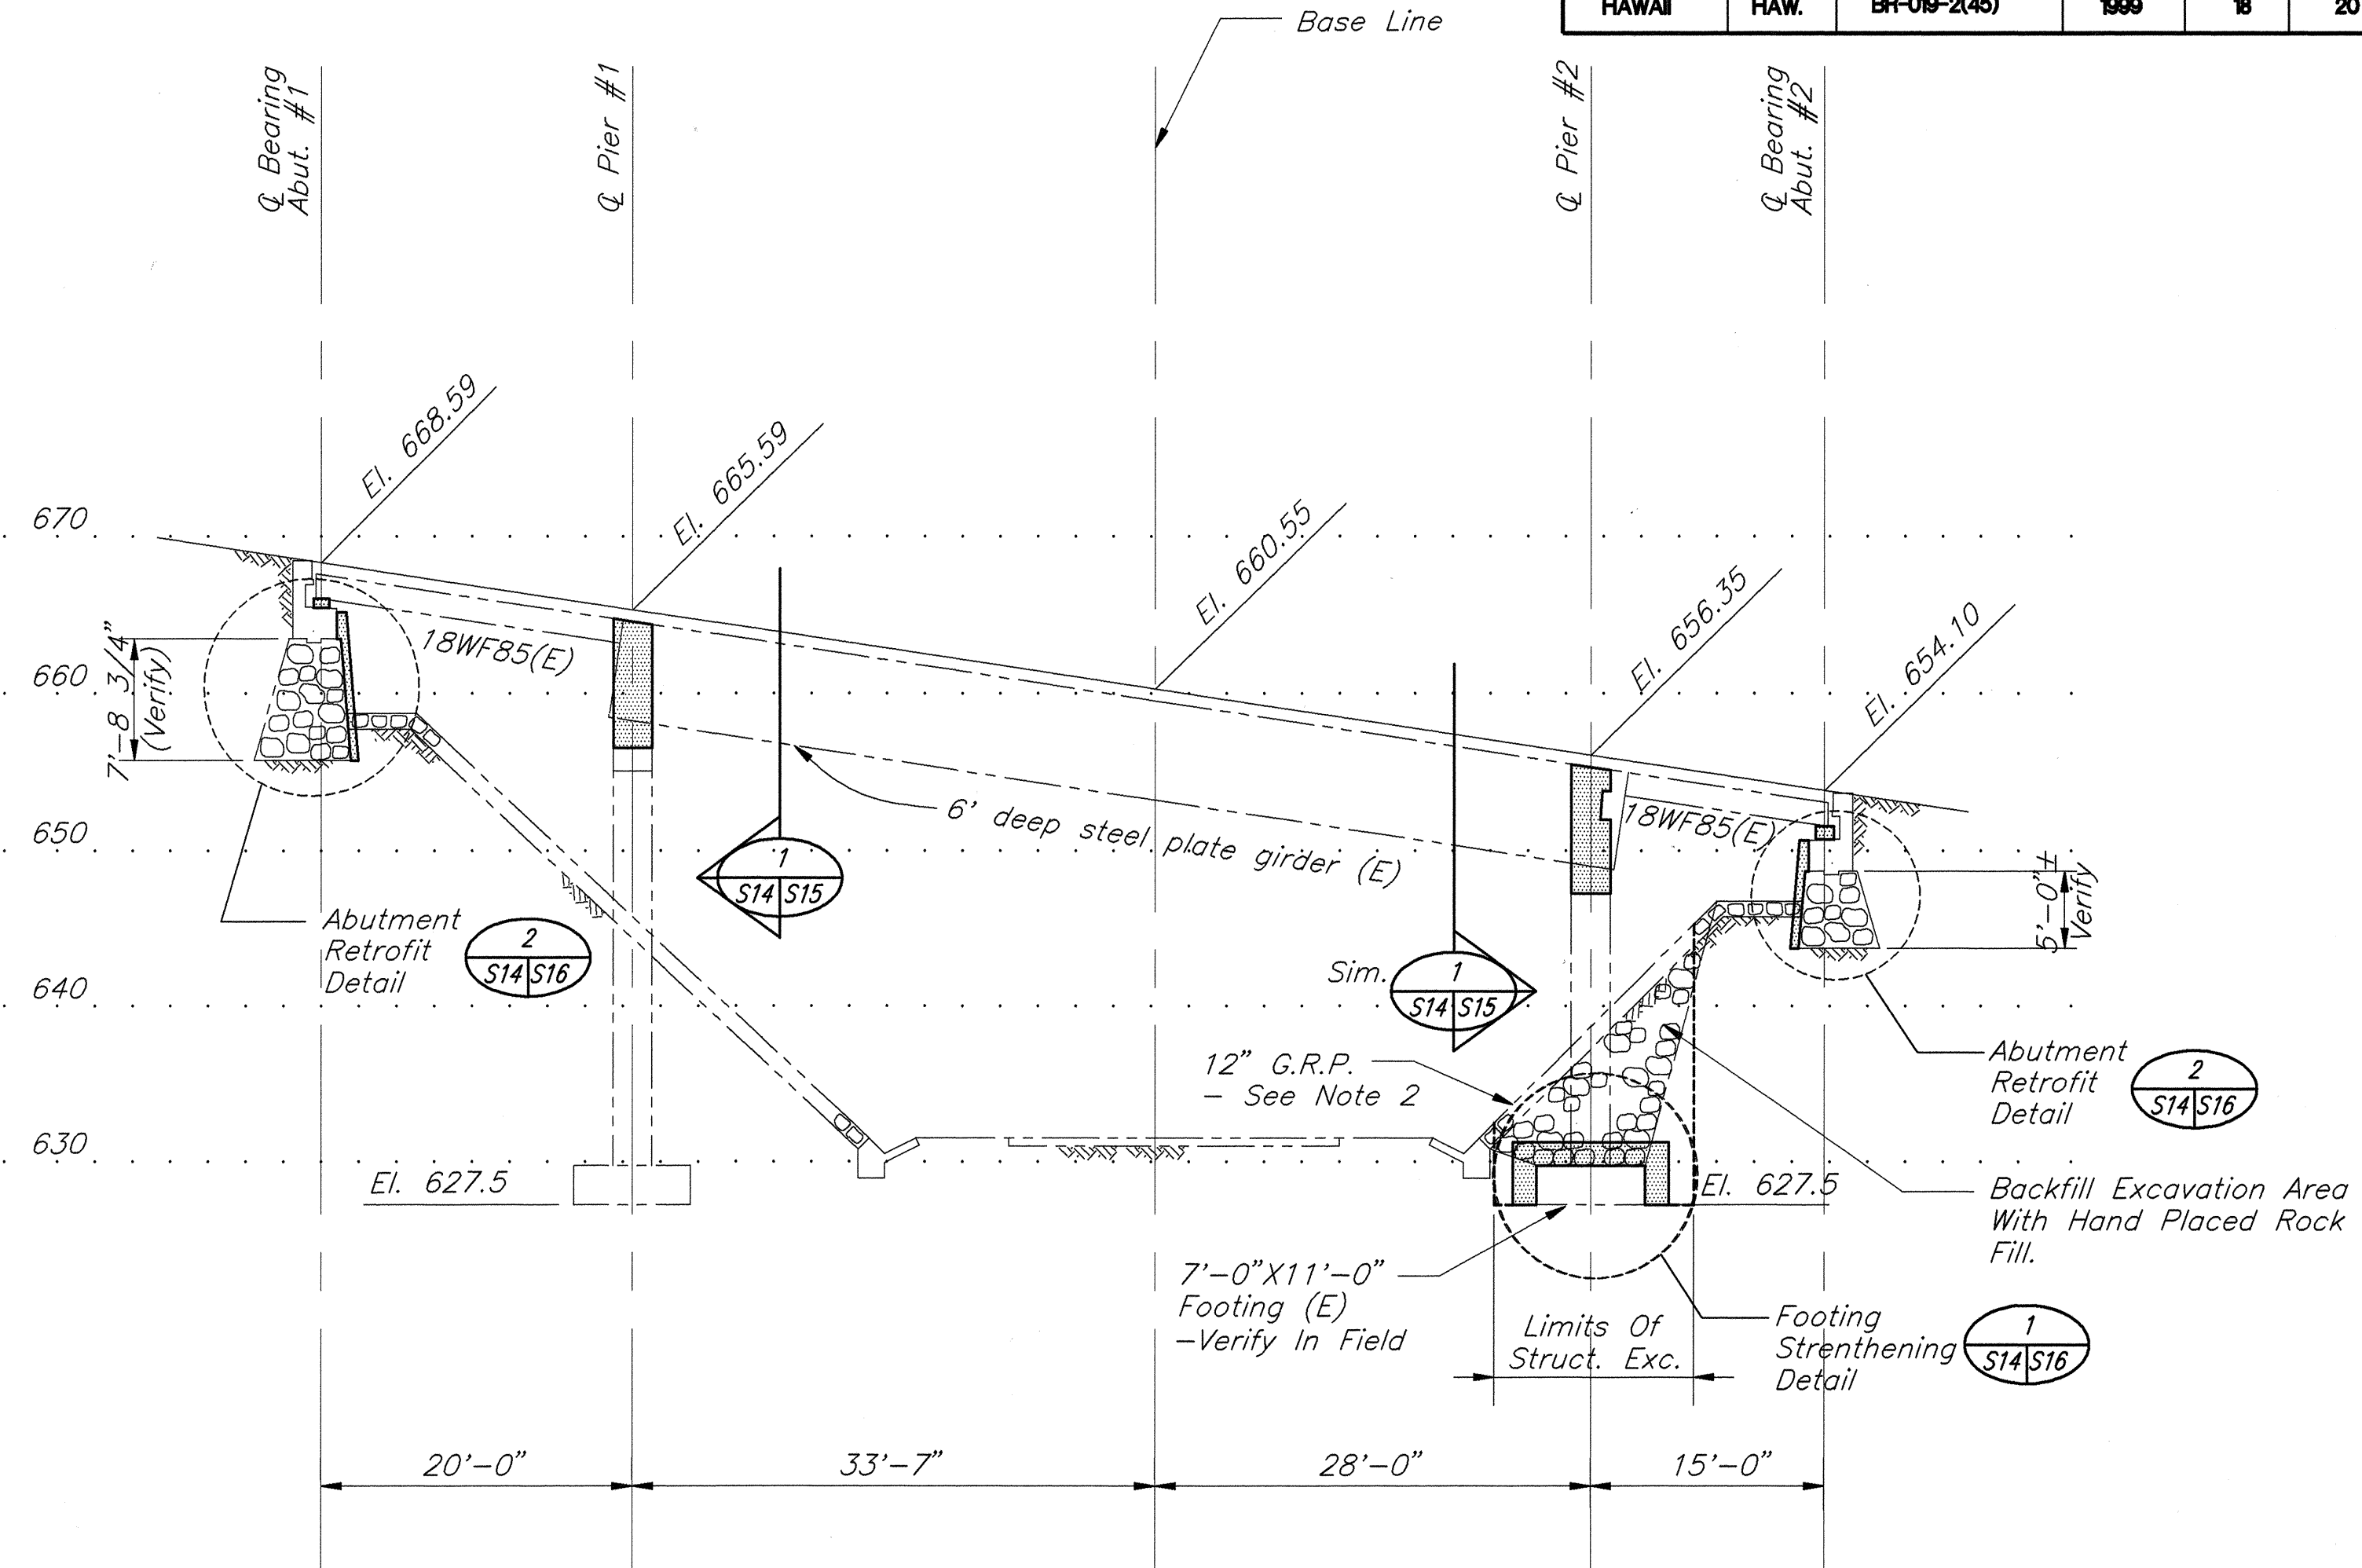 HAWAII HAW. BR-019-2(45) 1999 18 20
Base Line
℄ Bearing
Abut. #1
℄ Pier #1
℄ Pier #2
℄ Bearing
Abut. #2
El. 668.59
El. 665.59
El. 660.55
El. 656.35
El. 654.10
670
660
650
640
630
7'-8 3/4"
(Verify)
18WF85(E)
6' deep steel plate girder (E)
18WF85(E)
5'-0"±
Verify
1
S14 S15
Abutment
Retrofit
Detail
2
S14 S16
Sim.
1
S14 S15
12" G.R.P.
- See Note 2
Abutment
Retrofit
Detail
2
S14 S16
El. 627.5
El. 627.5
Backfill Excavation Area
With Hand Placed Rock
Fill.
7'-0"X11'-0"
Footing (E)
-Verify In Field
Limits Of
Struct. Exc.
Footing
Strenthening
Detail
1
S14 S16
20'-0"
33'-7"
28'-0"
15'-0"